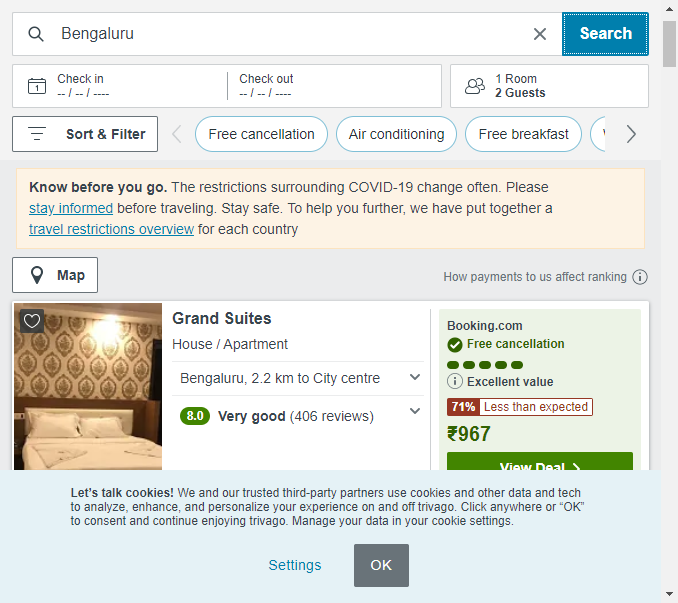 Bengaluru
Search
Check in
-- / -- / ----
Check out
-- / -- / ----
1
1 Room
2 Guests
Sort & Filter
Free cancellation
Air conditioning
Free breakfast
Know before you go. The restrictions surrounding COVID-19 change often. Please
stay informed before traveling. Stay safe. To help you further, we have put together a
travel restrictions overview for each country
Map
How payments to us affect ranking
Grand Suites
House / Apartment
Bengaluru, 2.2 km to City centre
8.0 Very good (406 reviews)
Booking.com
Free cancellation
Excellent value
71% Less than expected
₹967
View Deal
Let's talk cookies! We and our trusted third-party partners use cookies and other data and tech
to analyze, enhance, and personalize your experience on and off trivago. Click anywhere or “OK”
to consent and continue enjoying trivago. Manage your data in your cookie settings.
Settings
OK